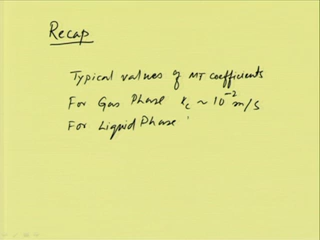 Recap
Typical values of MT coefficients
For Gas Phase kc ~ 10⁻² m/s
For Liquid Phase